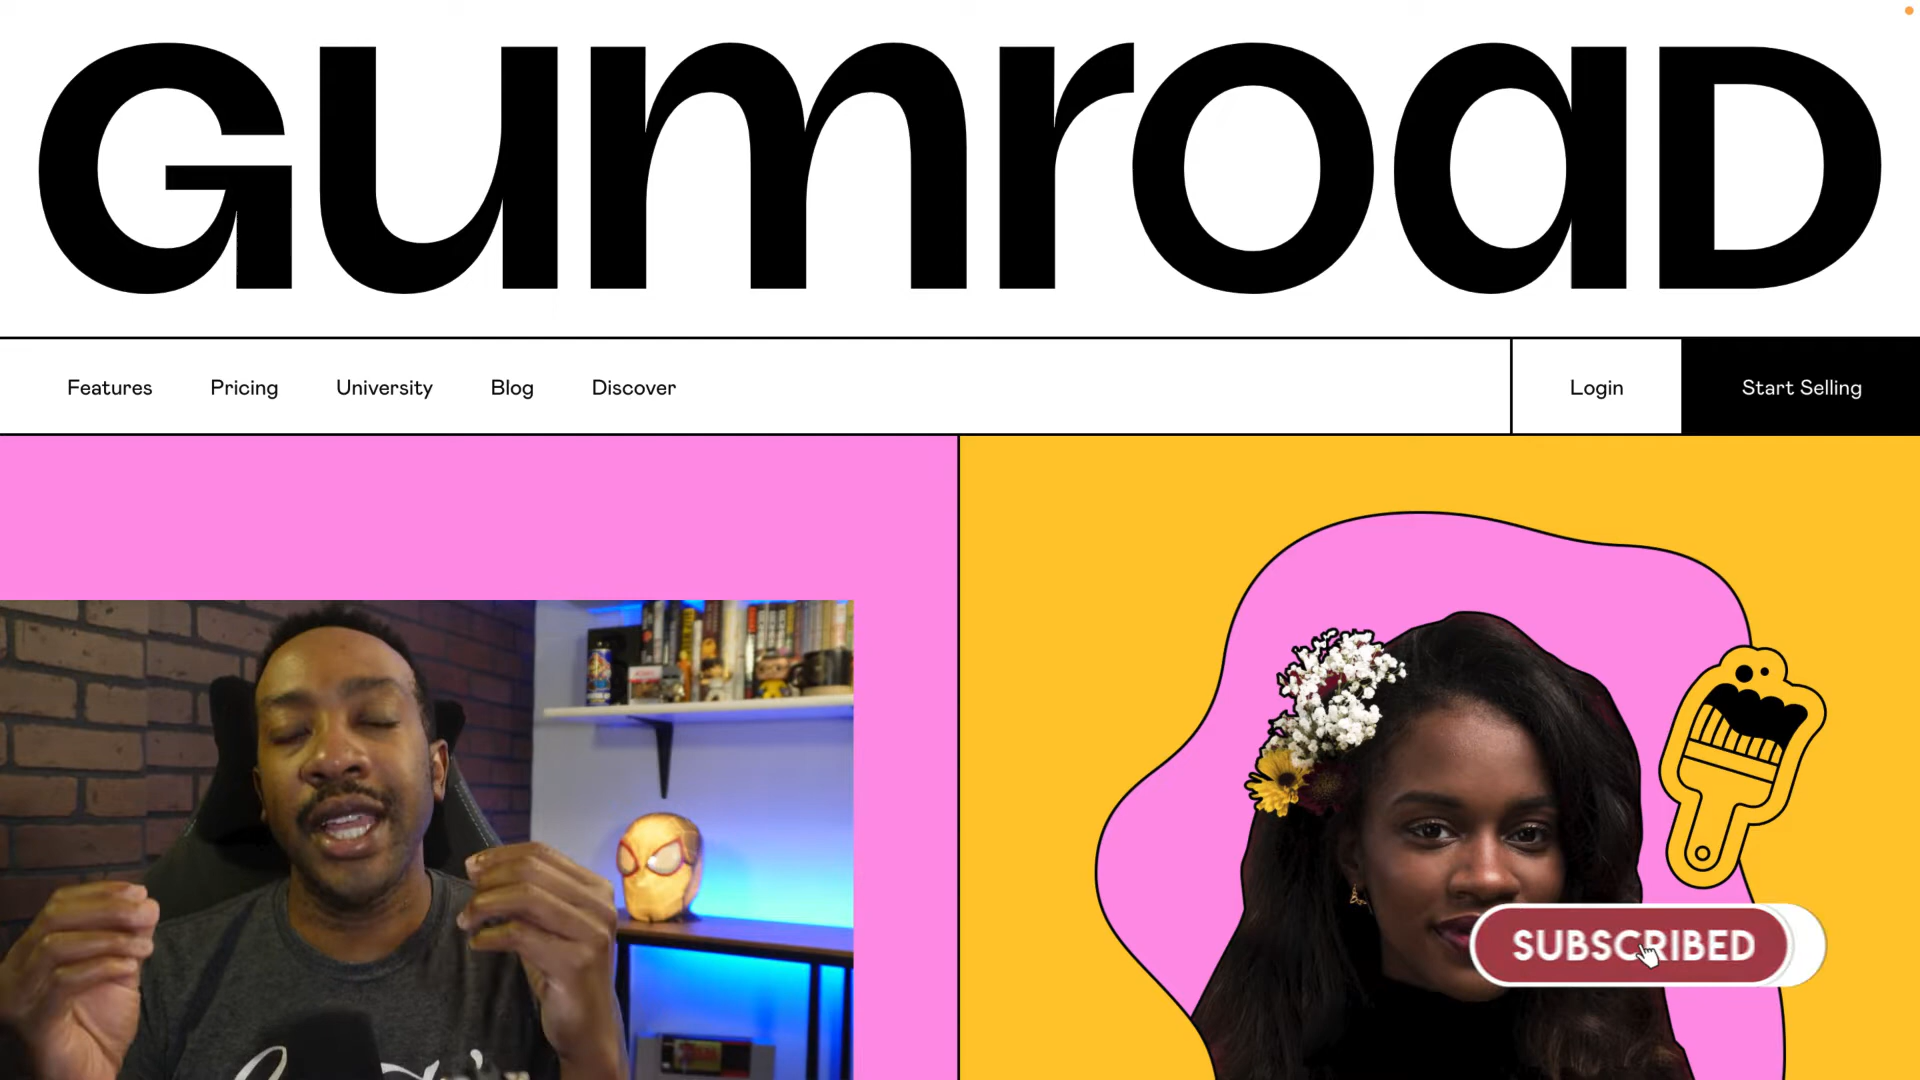 Gumroad
Features Pricing University Blog Discover Login Start Selling
SUBSCRIBED